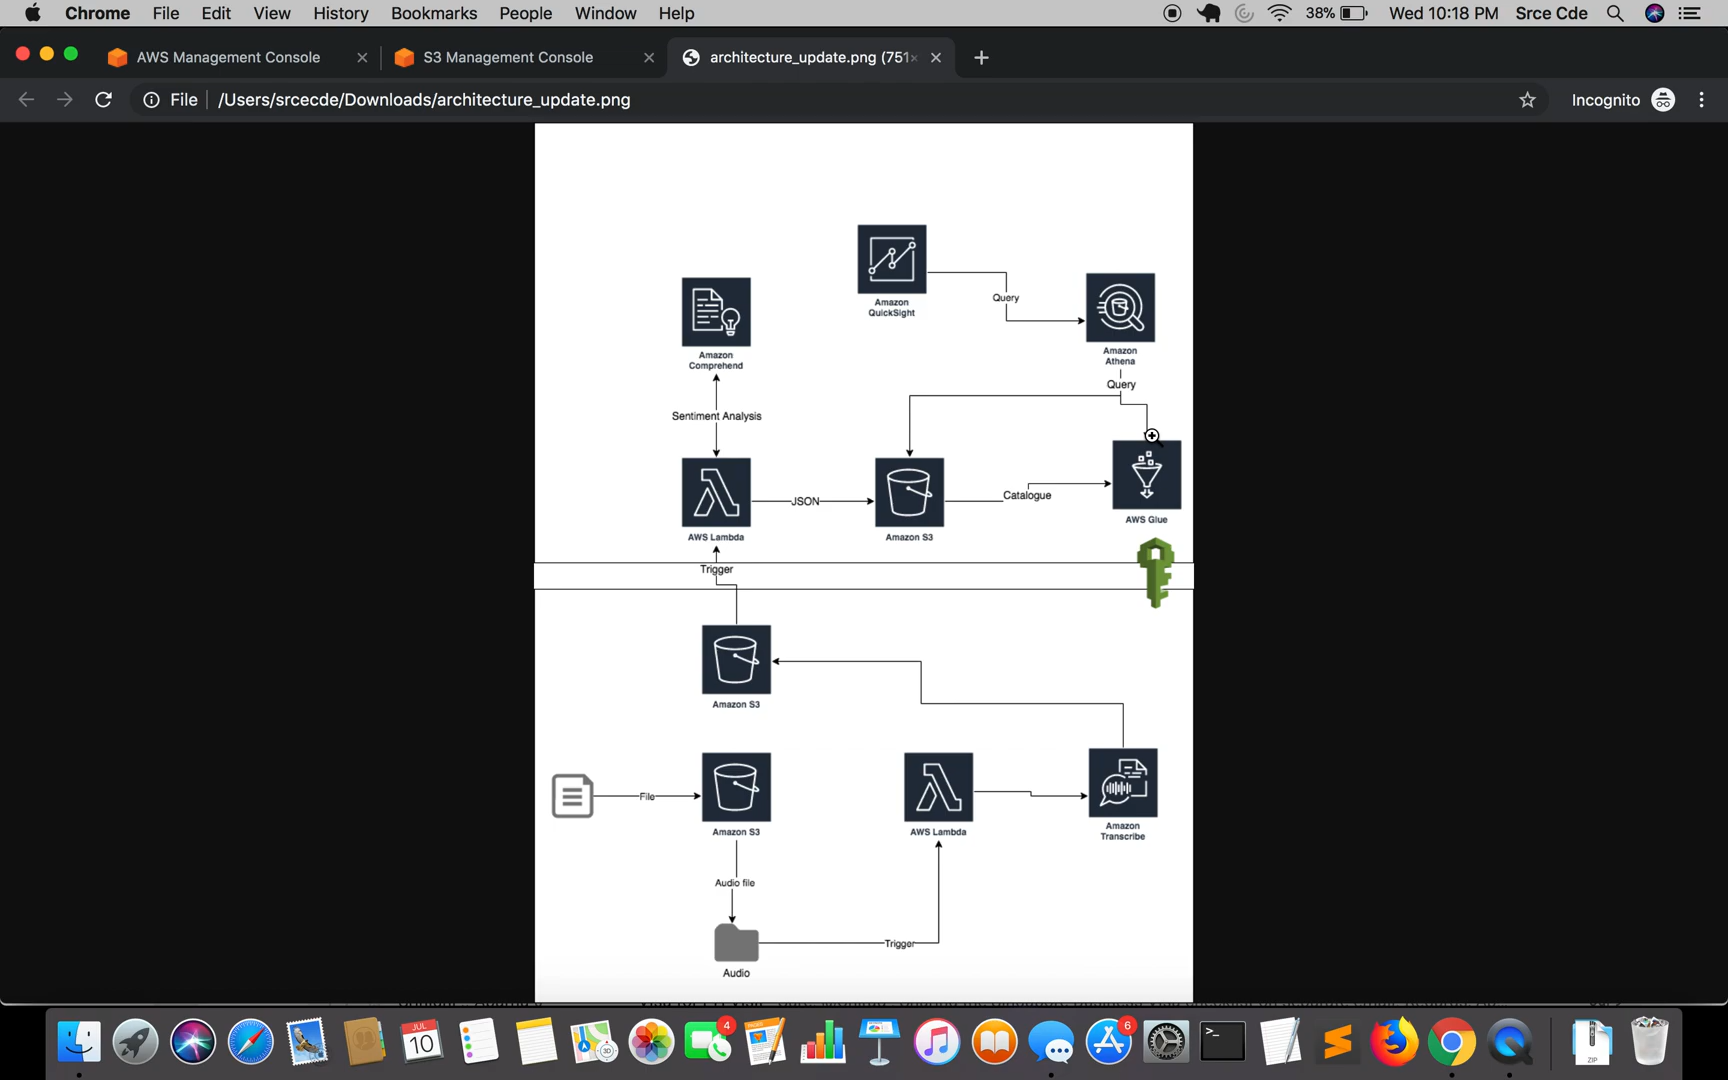 Chrome File Edit View History Bookmarks People Window Help 38% Wed 10:18 PM Srce Cde
AWS Management Console S3 Management Console architecture_update.png (751×
File /Users/srcecde/Downloads/architecture_update.png Incognito
Amazon
QuickSight
Query
Amazon
Athena
Query
Amazon
Comprehend
Sentiment Analysis
AWS Lambda
JSON
Amazon S3
Catalogue
AWS Glue
Trigger
Amazon S3
File
Amazon S3
AWS Lambda
Amazon
Transcribe
Audio file
Trigger
Audio
JUL
10
4
6
ZIP